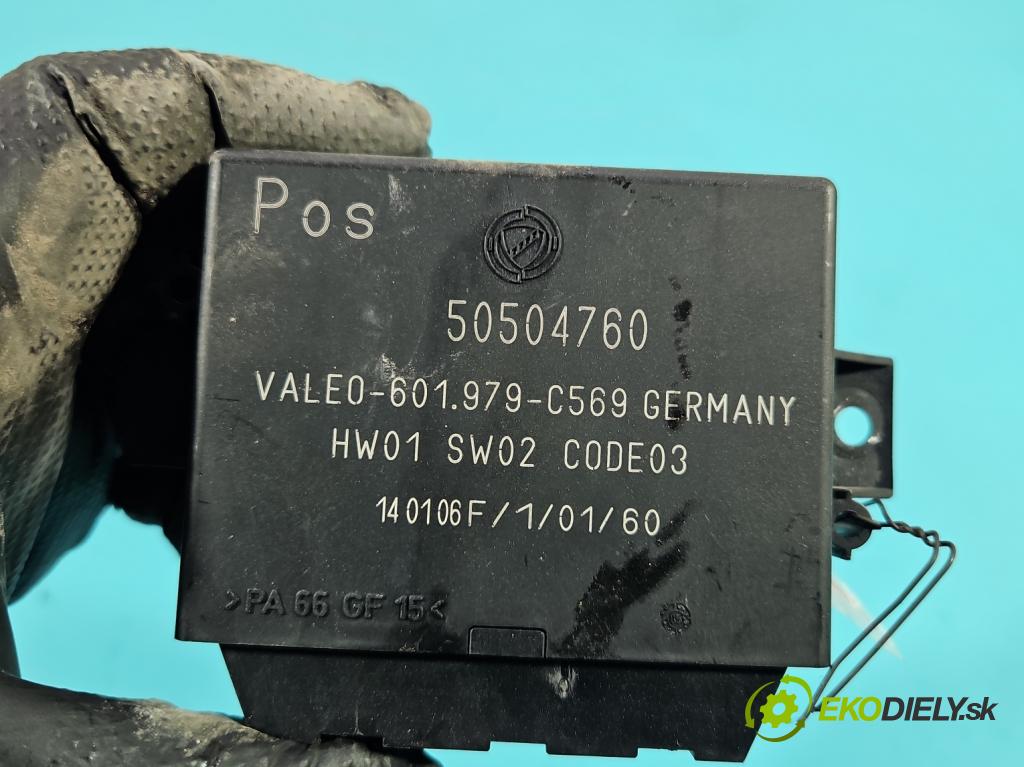 Pos
50504760
VALEO-601.979-C569 GERMANY
HW01 SW02 CODE03
140106F/1/01/60
>PA 66 GF 15<
EKODIELY.sk